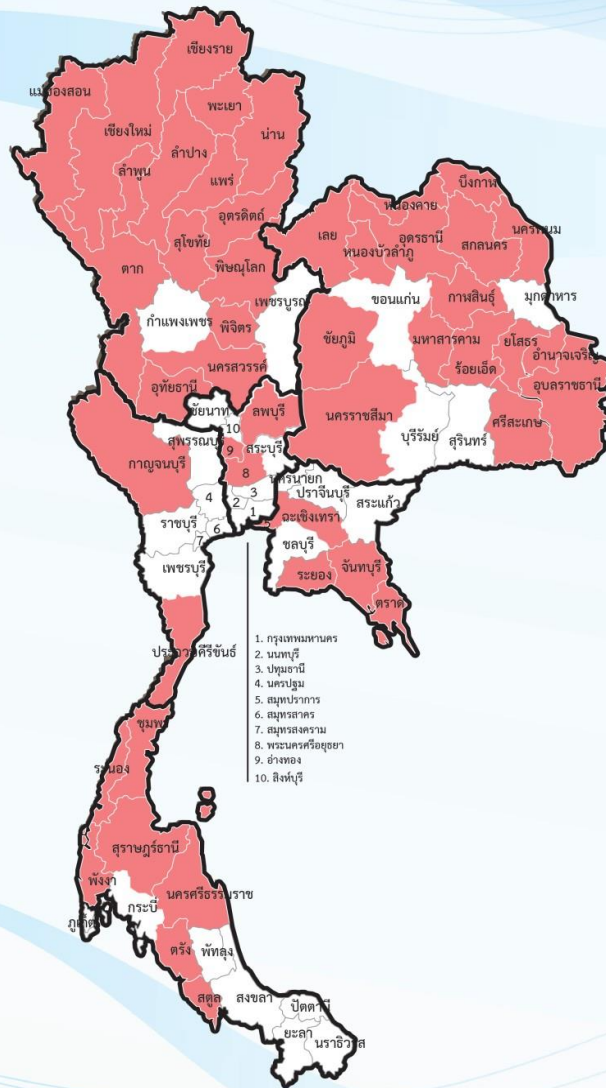 เชียงราย
แม่ฮ่องสอน
พะเยา
เชียงใหม่
น่าน
ลำปาง
ลำพูน
แพร่
อุตรดิตถ์
สุโขทัย
ตาก
พิษณุโลก
กำแพงเพชร
พิจิตร
เพชรบูรณ์
นครสวรรค์
อุทัยธานี
บึงกาฬ
หนองคาย
เลย
อุดรธานี
นครพนม
หนองบัวลำภู
สกลนคร
ขอนแก่น
กาฬสินธุ์
มุกดาหาร
ชัยภูมิ
มหาสารคาม
ยโสธร
อำนาจเจริญ
ร้อยเอ็ด
อุบลราชธานี
นครราชสีมา
บุรีรัมย์
สุรินทร์
ศรีสะเกษ
ชัยนาท
ลพบุรี
10
สุพรรณบุรี
9
สระบุรี
กาญจนบุรี
8
นครนายก
4
3
ปราจีนบุรี
2
1
สระแก้ว
ราชบุรี
6
5
ฉะเชิงเทรา
7
ชลบุรี
เพชรบุรี
ระยอง
จันทบุรี
ตราด
ประจวบคีรีขันธ์
1. กรุงเทพมหานคร
2. นนทบุรี
3. ปทุมธานี
4. นครปฐม
5. สมุทปราการ
6. สมุทรสาคร
7. สมุทรสงคราม
8. พระนครศรีอยุธยา
9. อ่างทอง
10. สิงห์บุรี
ชุมพร
ระนอง
สุราษฎร์ธานี
พังงา
นครศรีธรรมราช
กระบี่
ภูเก็ต
ตรัง
พัทลุง
สตูล
สงขลา
ปัตตานี
ยะลา
นราธิวาส